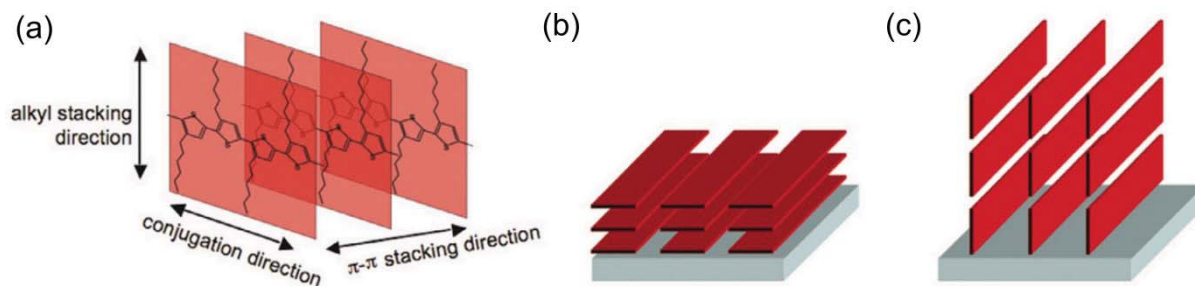 (a)
alkyl stacking
direction
conjugation direction
π-π stacking direction
S
S
S
S
S
S
(b)
(c)